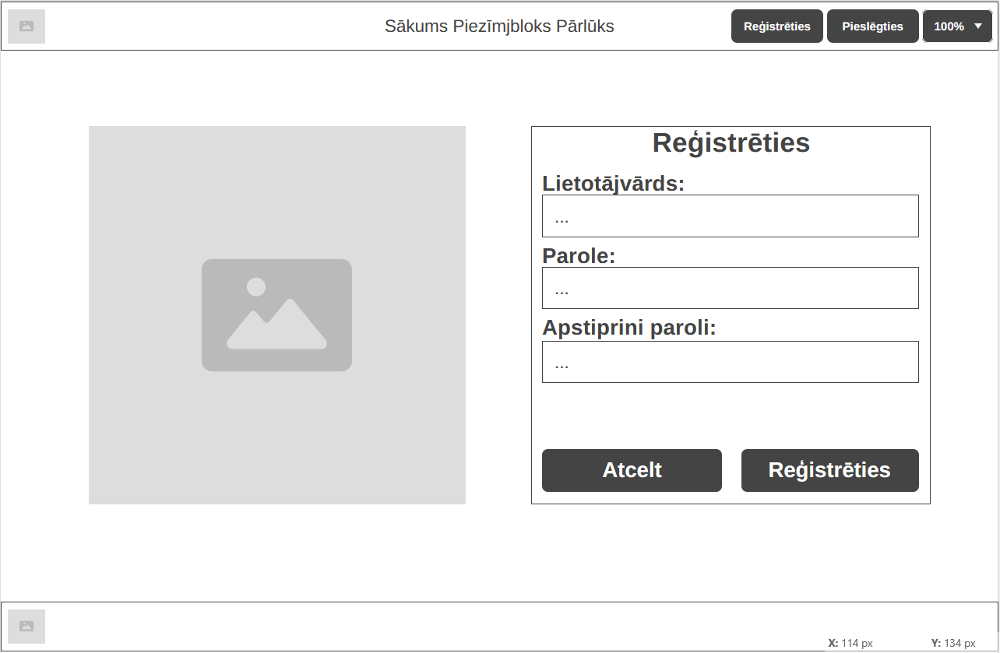 Sākums Piezīmjbloks Pārlūks
Reģistrēties
Pieslēgties
100%
Reģistrēties
Lietotājvārds:
...
Parole:
...
Apstiprini paroli:
...
Atcelt
Reģistrēties
X: 114 px
Y: 134 px